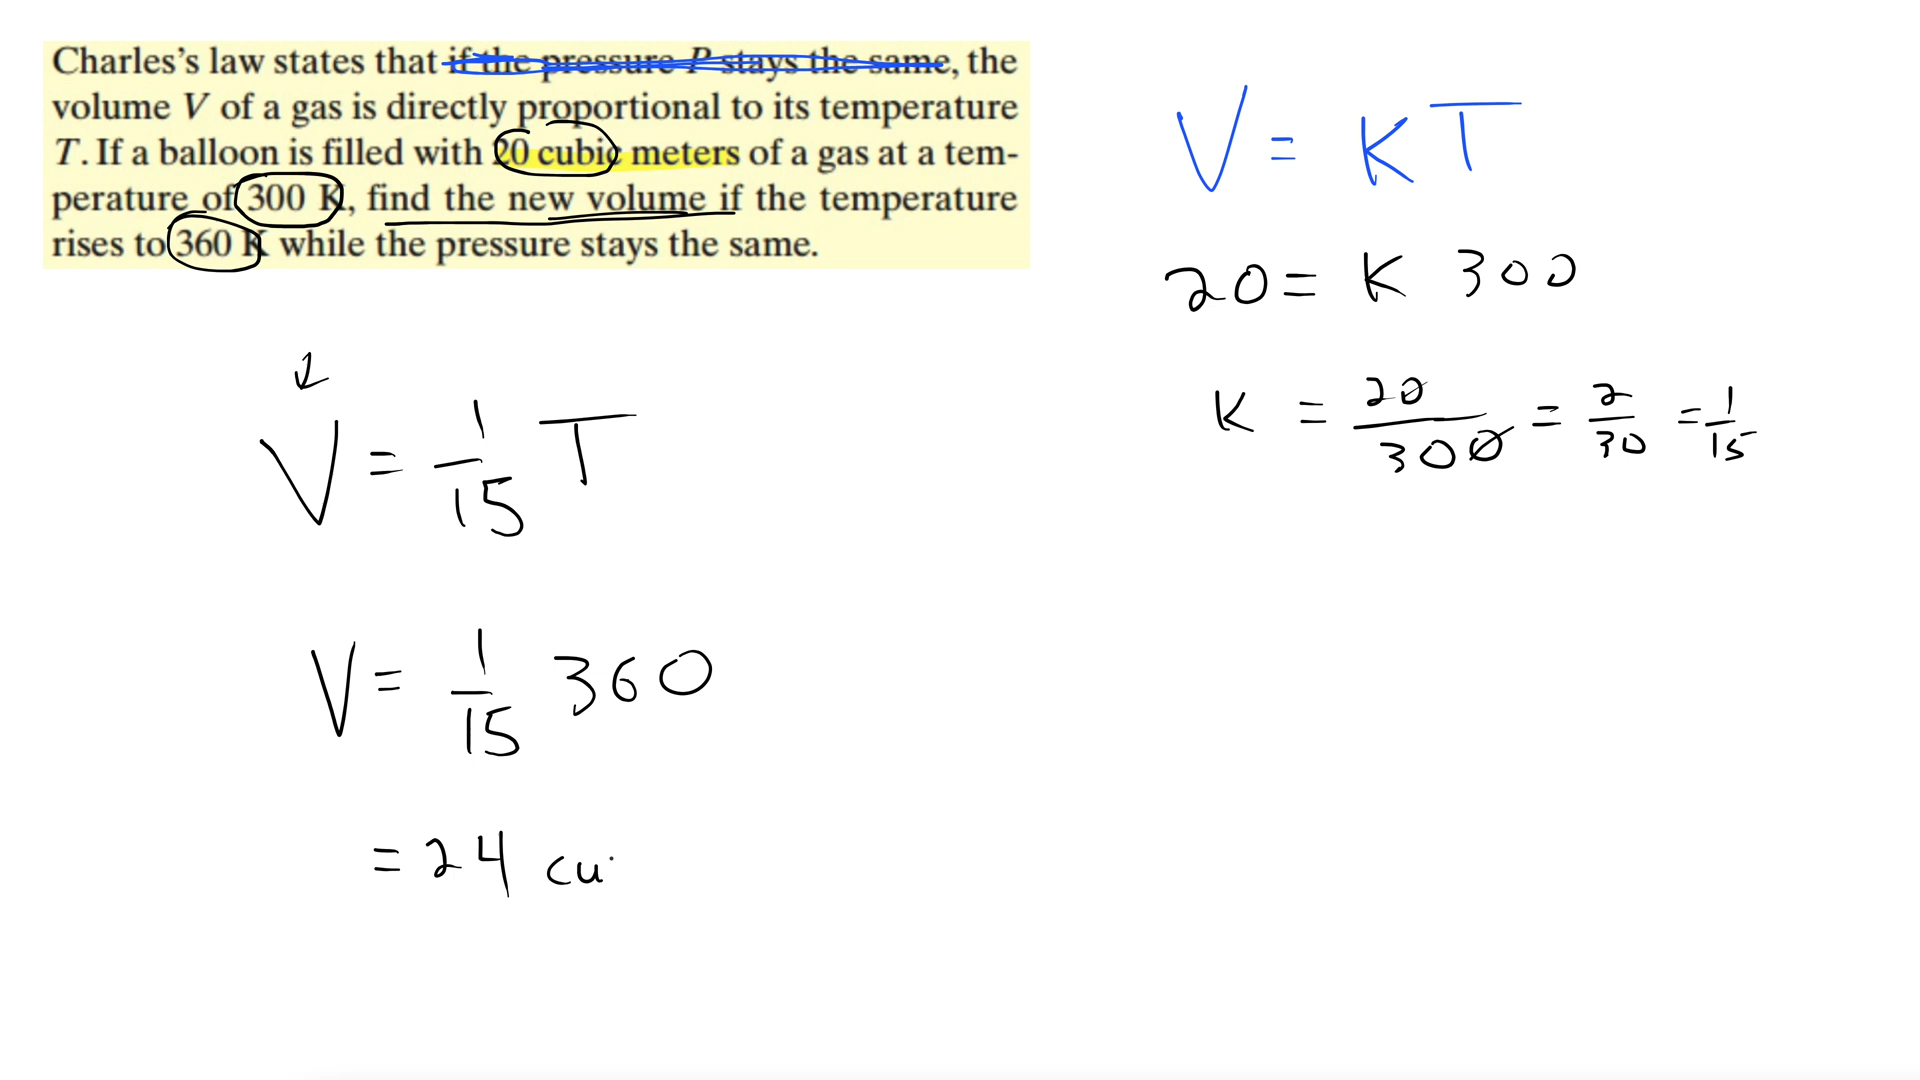 Charles's law states that if the pressure P stays the same, the
volume V of a gas is directly proportional to its temperature
T. If a balloon is filled with 20 cubic meters of a gas at a tem-
perature of 300 K, find the new volume if the temperature
rises to 360 K while the pressure stays the same.
V = KT
20 = K 300
K = 20/300 = 2/30 = 1/15
V = 1/15 T
V = 1/15 360
= 24 cu